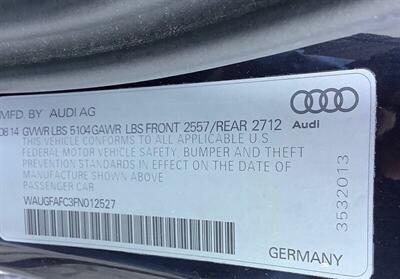 MFD. BY AUDI AG
08 14 GVWR LBS 5104 GAWR LBS FRONT 2557/REAR 2712
THIS VEHICLE CONFORMS TO ALL APPLICABLE U.S.
FEDERAL MOTOR VEHICLE SAFETY, BUMPER AND THEFT
PREVENTION STANDARDS IN EFFECT ON THE DATE OF
MANUFACTURE SHOWN ABOVE.
PASSENGER CAR
WAUGFAFC3FN012527
Audi
3532013
GERMANY